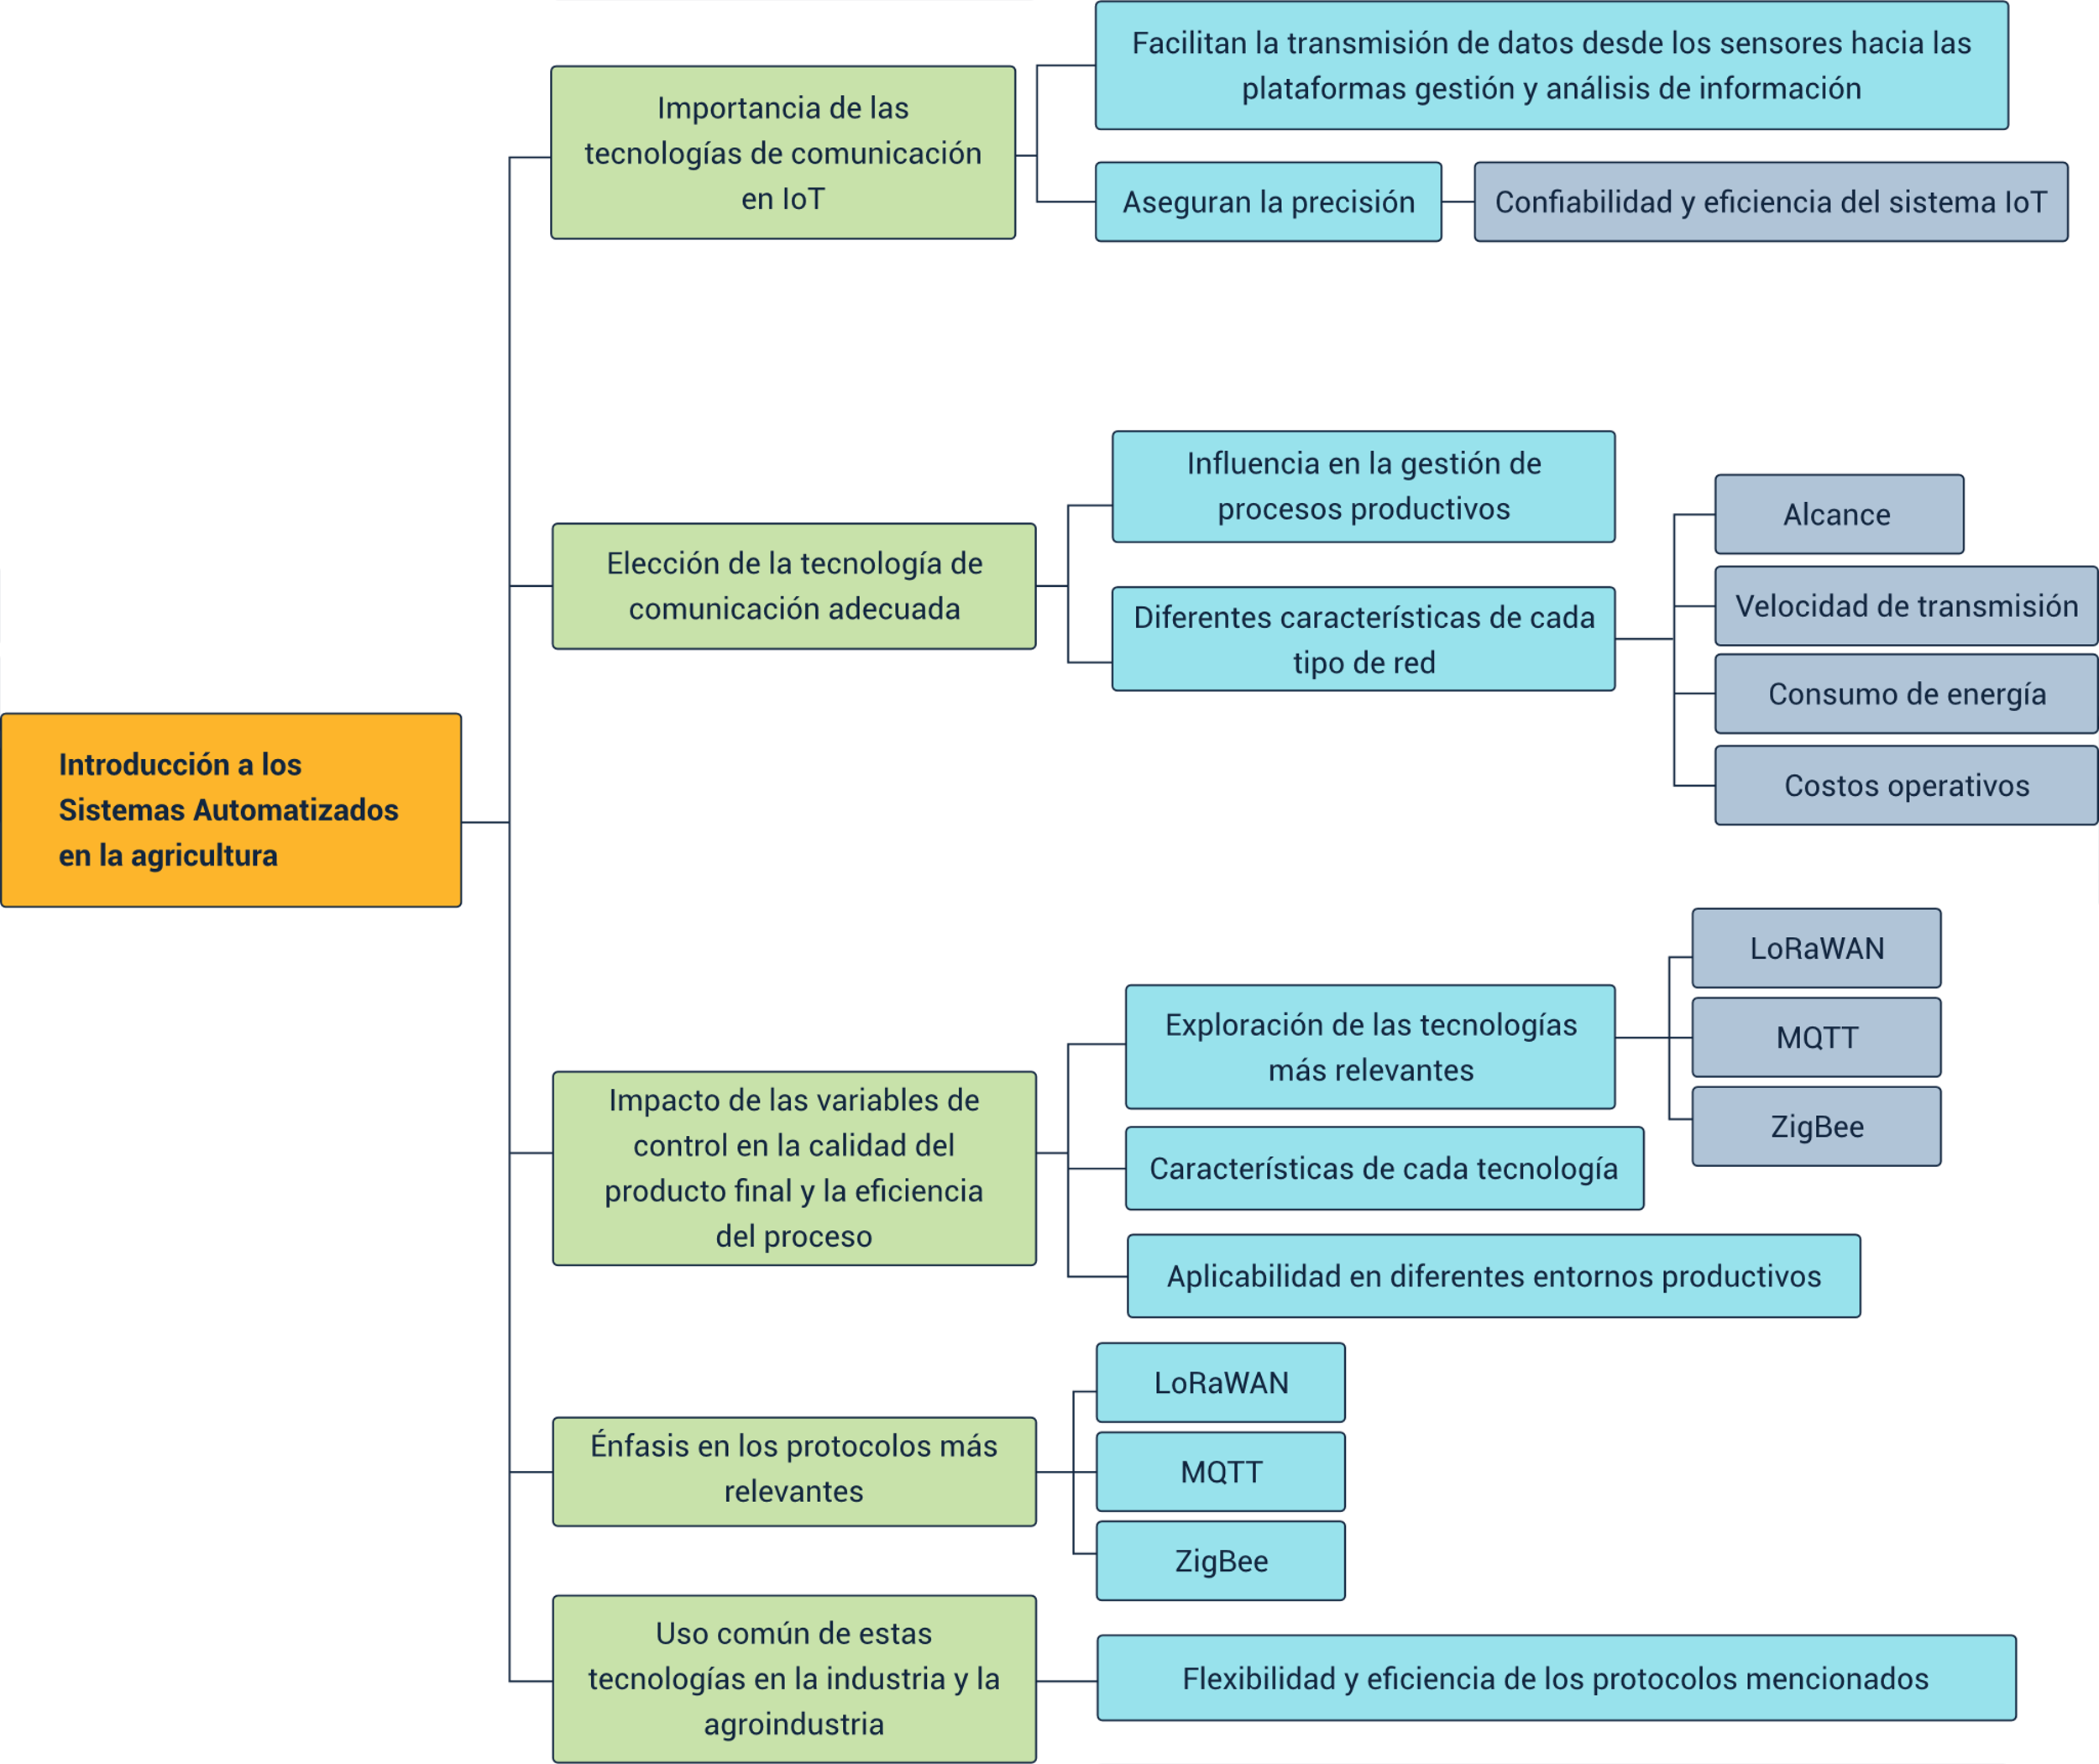 Introducción a los
Sistemas Automatizados
en la agricultura
Importancia de las
tecnologías de comunicación
en IoT
Facilitan la transmisión de datos desde los sensores hacia las
plataformas gestión y análisis de información
Aseguran la precisión
Confiabilidad y eficiencia del sistema IoT
Elección de la tecnología de
comunicación adecuada
Influencia en la gestión de
procesos productivos
Diferentes características de cada
tipo de red
Alcance
Velocidad de transmisión
Consumo de energía
Costos operativos
Impacto de las variables de
control en la calidad del
producto final y la eficiencia
del proceso
Exploración de las tecnologías
más relevantes
LoRaWAN
MQTT
ZigBee
Características de cada tecnología
Aplicabilidad en diferentes entornos productivos
Énfasis en los protocolos más
relevantes
LoRaWAN
MQTT
ZigBee
Uso común de estas
tecnologías en la industria y la
agroindustria
Flexibilidad y eficiencia de los protocolos mencionados